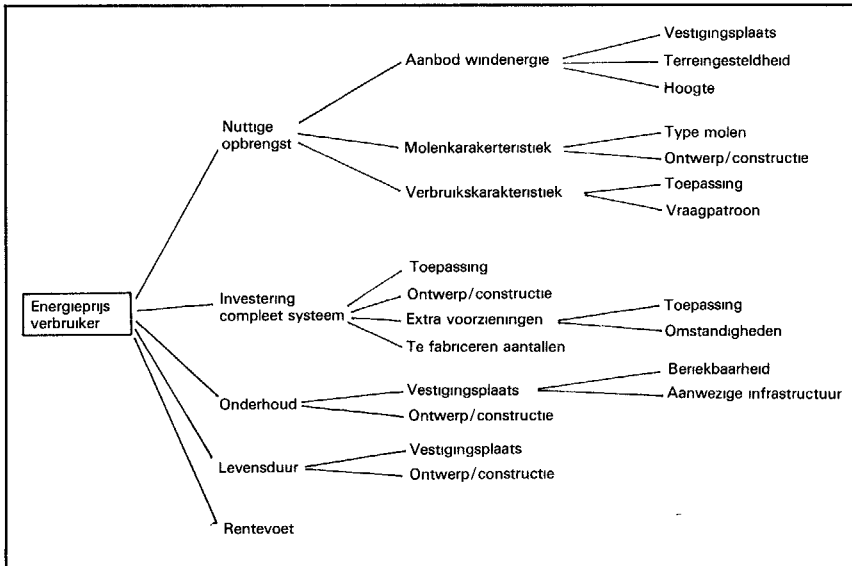 Energieprijs
verbruiker
Nuttige
opbrengst
Aanbod windenergie
Vestigingsplaats
Terreingesteldheid
Hoogte
Molenkarakerteristiek
Type molen
Ontwerp/constructie
Verbruikskarakteristiek
Toepassing
Vraagpatroon
Investering
compleet systeem
Toepassing
Ontwerp/constructie
Extra voorzieningen
Toepassing
Omstandigheden
Te fabriceren aantallen
Onderhoud
Vestigingsplaats
Beriekbaarheid
Aanwezige infrastructuur
Ontwerp/constructie
Levensduur
Vestigingsplaats
Ontwerp/constructie
Rentevoet